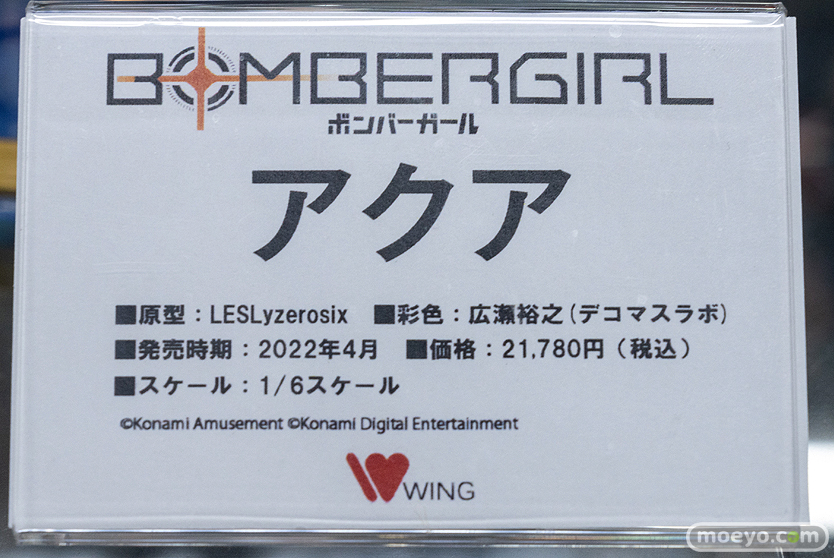 BOMBERGIRL
ボンバーガール
アクア
■原型：LESLyzerosix ■彩色：広瀬裕之(デコマスラボ)
■発売時期：2022年4月 ■価格：21,780円（税込）
■スケール：1/6スケール
©Konami Amusement ©Konami Digital Entertainment
WING
moeyo.com